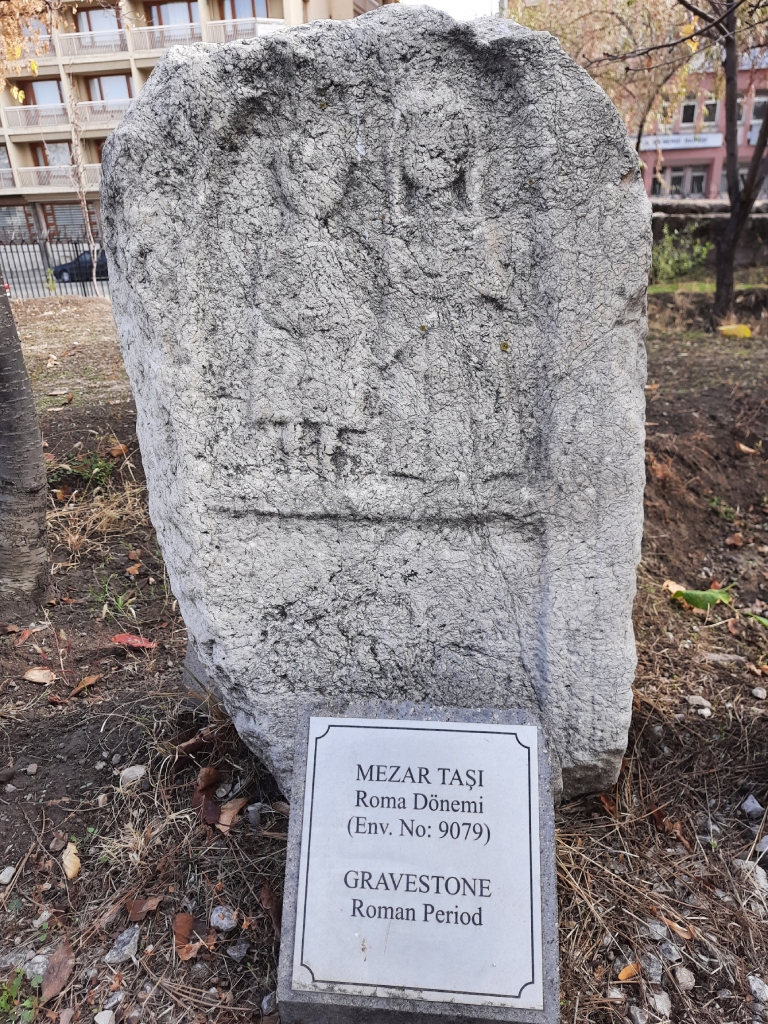 MEZAR TAŞI
Roma Dönemi
(Env. No: 9079)
GRAVESTONE
Roman Period